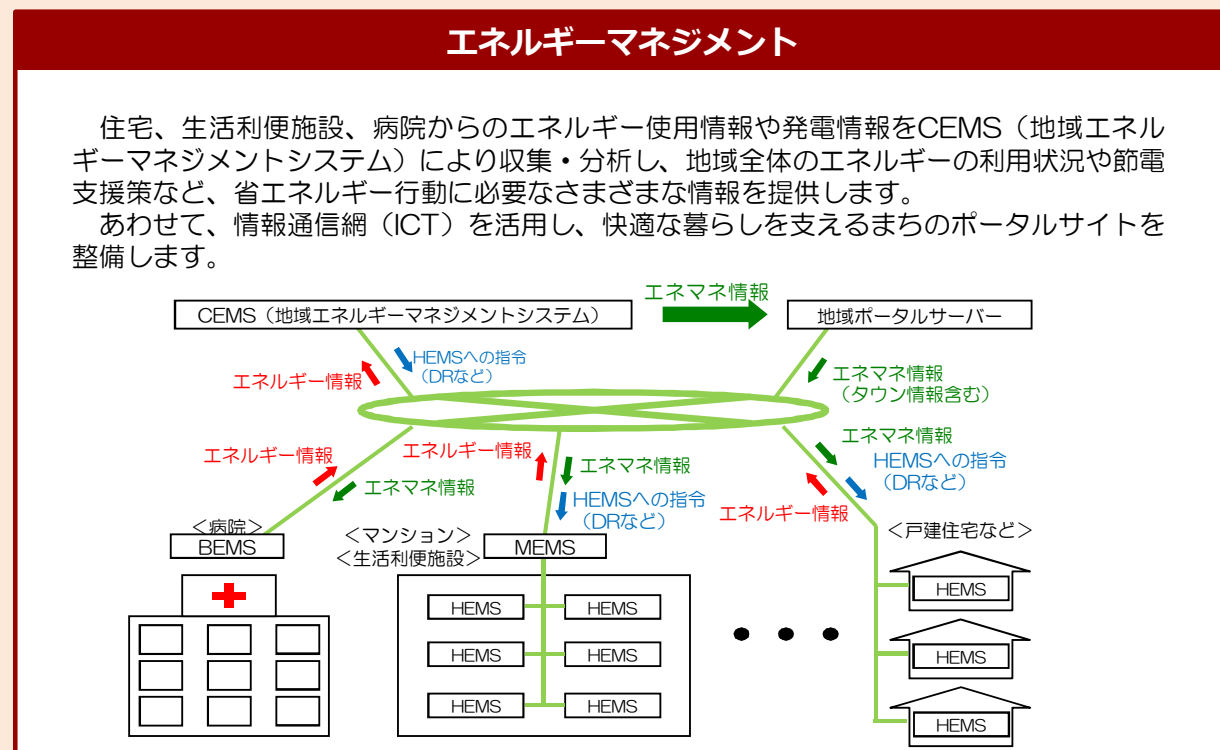 エネルギーマネジメント
住宅、生活利便施設、病院からのエネルギー使用情報や発電情報をCEMS（地域エネル
ギーマネジメントシステム）により収集・分析し、地域全体のエネルギーの利用状況や節電
支援策など、省エネルギー行動に必要なさまざまな情報を提供します。
あわせて、情報通信網（ICT）を活用し、快適な暮らしを支えるまちのポータルサイトを
整備します。
エネマネ情報
CEMS（地域エネルギーマネジメントシステム）
地域ポータルサーバー
HEMSへの指令
（DRなど）
エネルギー情報
エネマネ情報
（タウン情報含む）
エネルギー情報
エネマネ情報
エネルギー情報
エネマネ情報
HEMSへの指令
（DRなど）
エネマネ情報
HEMSへの指令
（DRなど）
エネルギー情報
＜病院＞
BEMS
＜マンション＞
＜生活利便施設＞
MEMS
＜戸建住宅など＞
HEMS
HEMS
HEMS
HEMS
HEMS
HEMS
HEMS
HEMS
HEMS